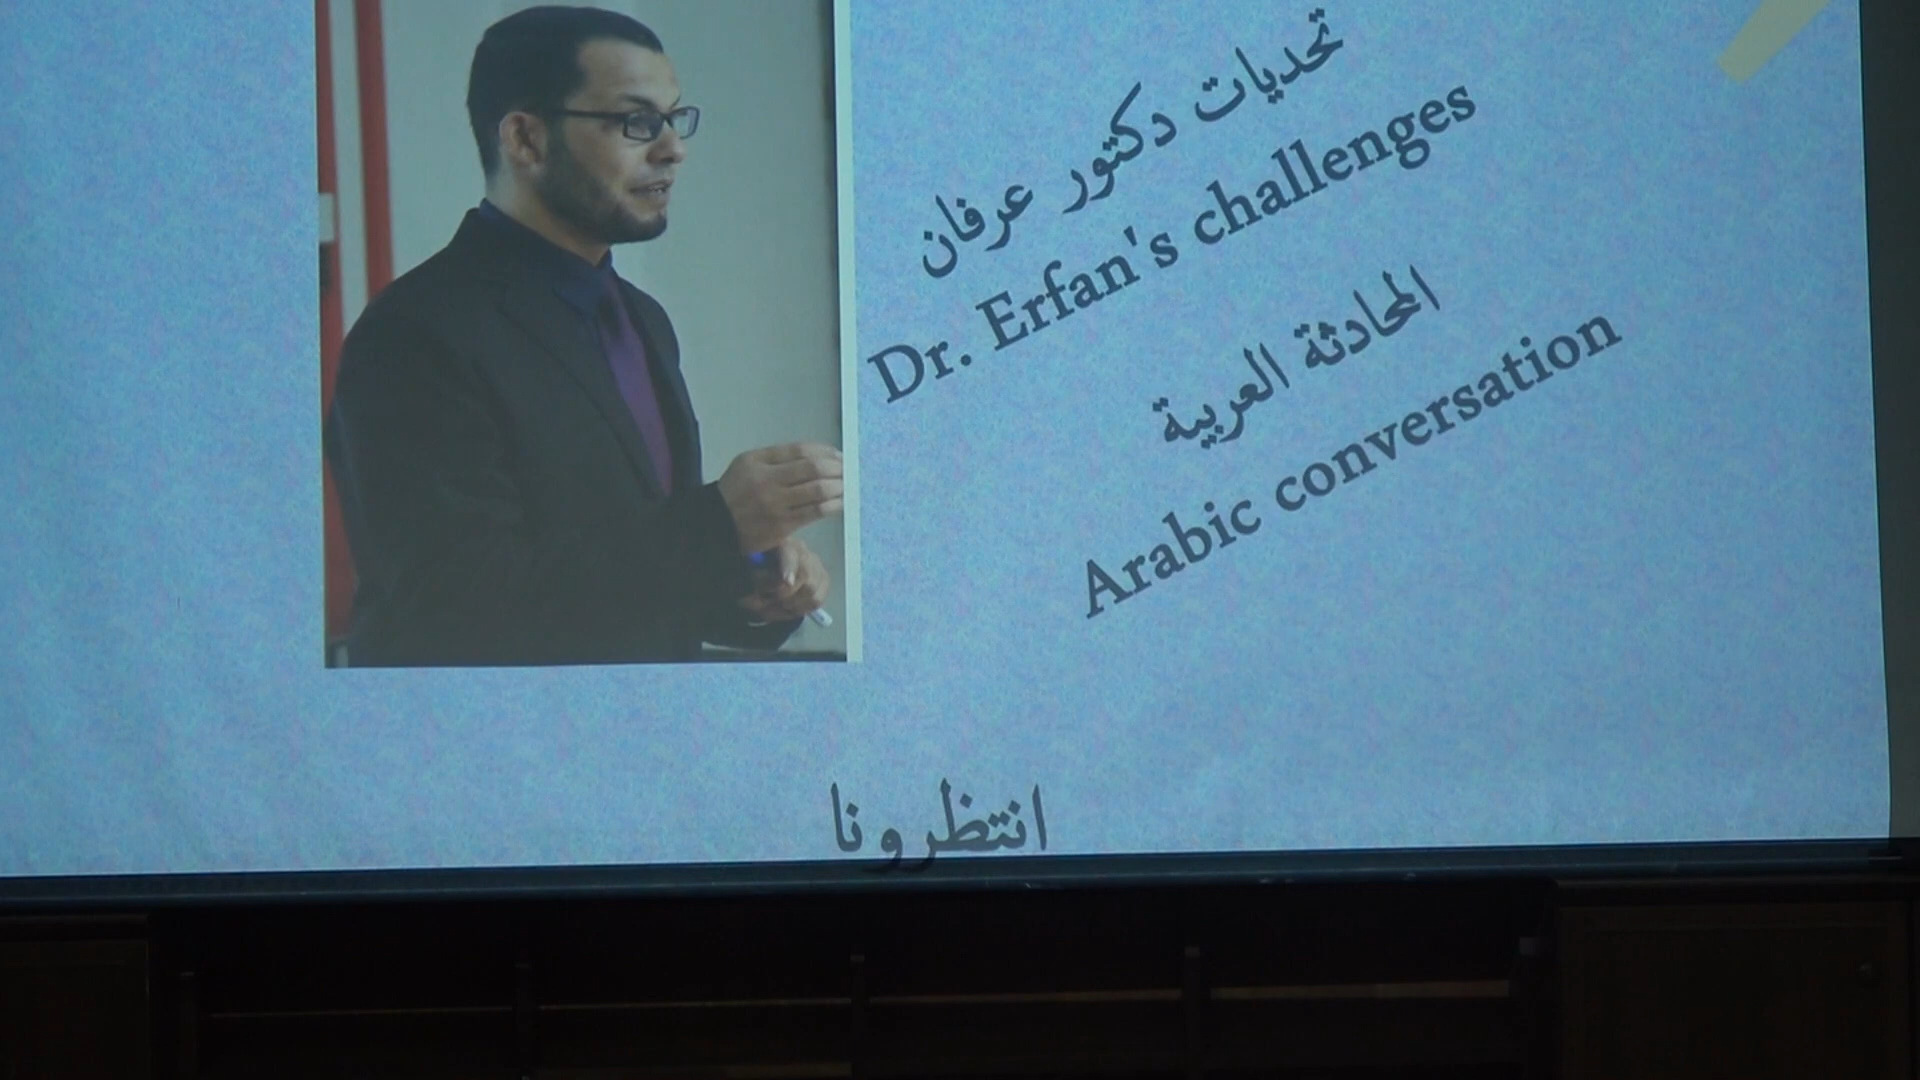 تحديات دكتور عرفان
Dr. Erfan's challenges
المحادثة العربية
Arabic conversation
انتظرونا